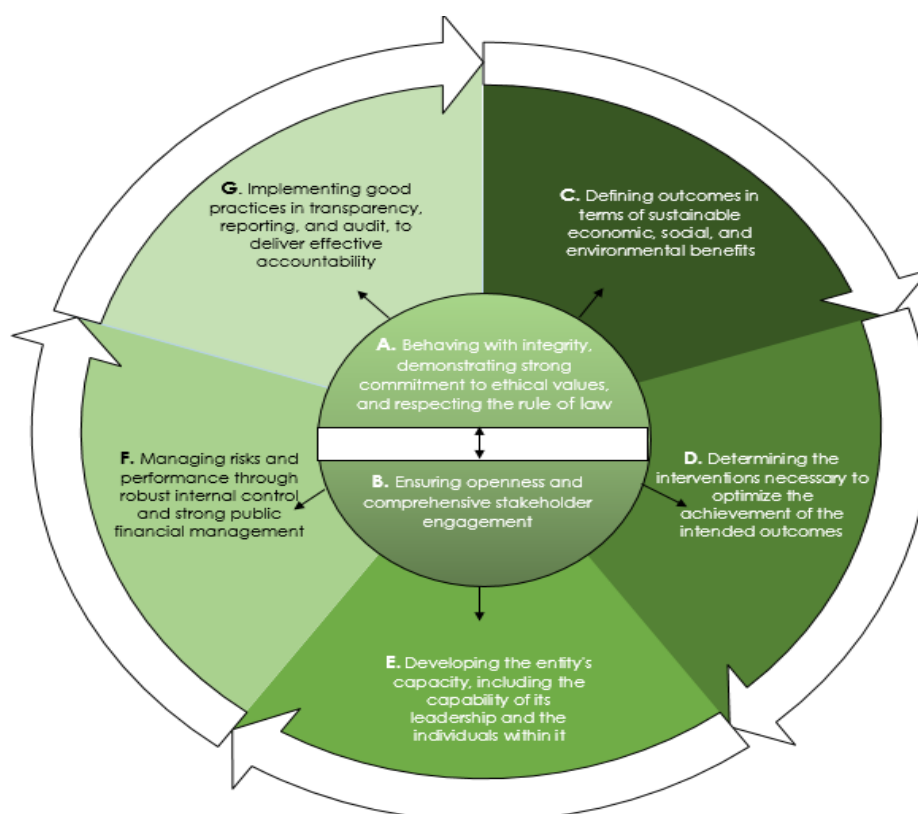 G. Implementing good
practices in transparency,
reporting, and audit, to
deliver effective
accountability
C. Defining outcomes in
terms of sustainable
economic, social, and
environmental benefits
A. Behaving with integrity,
demonstrating strong
commitment to ethical values,
and respecting the rule of law
F. Managing risks and
performance through
robust internal control
and strong public
financial management
B. Ensuring openness and
comprehensive stakeholder
engagement
D. Determining the
interventions necessary to
optimize the
achievement of the
intended outcomes
E. Developing the entity's
capacity, including the
capability of its
leadership and the
individuals within it